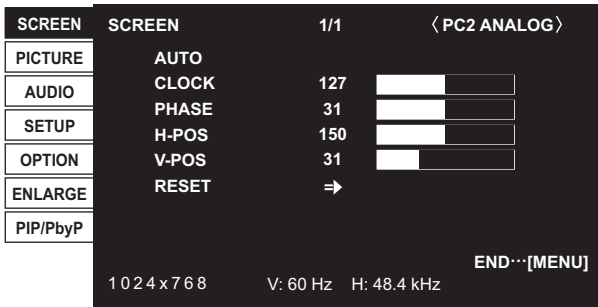 SCREEN
PICTURE
AUDIO
SETUP
OPTION
ENLARGE
PIP/PbyP
SCREEN 1/1 〈PC2 ANALOG〉
AUTO
CLOCK 127
PHASE 31
H-POS 150
V-POS 31
RESET
END···[MENU]
1024x768 V: 60 Hz H: 48.4 kHz